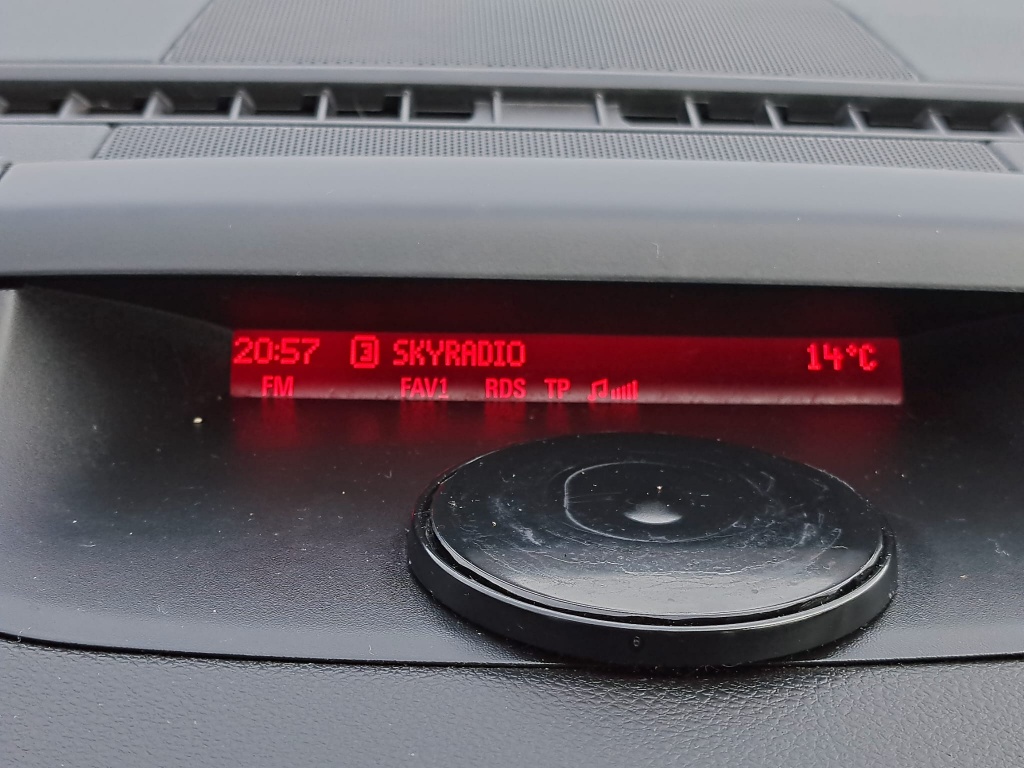 20:57 3 SKYRADIO 14°C
FM FAV1 RDS TP